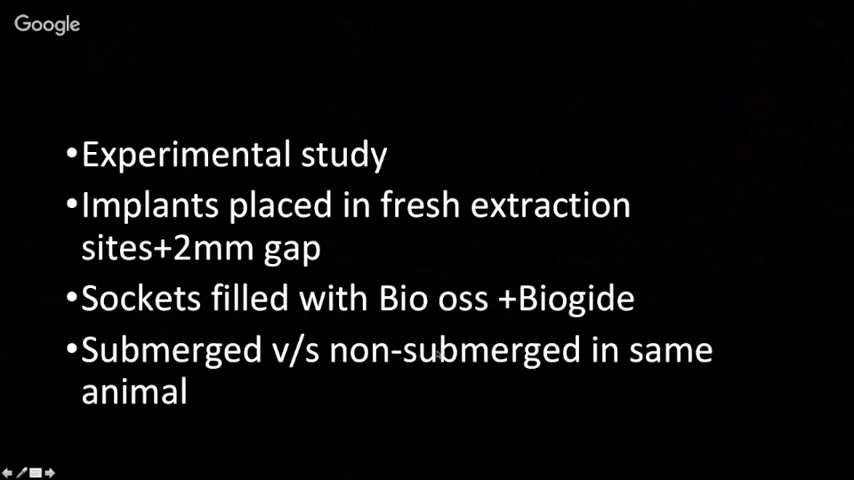 Google
•Experimental study
•Implants placed in fresh extraction
sites+2mm gap
•Sockets filled with Bio oss +Biogide
•Submerged v/s non-submerged in same
animal